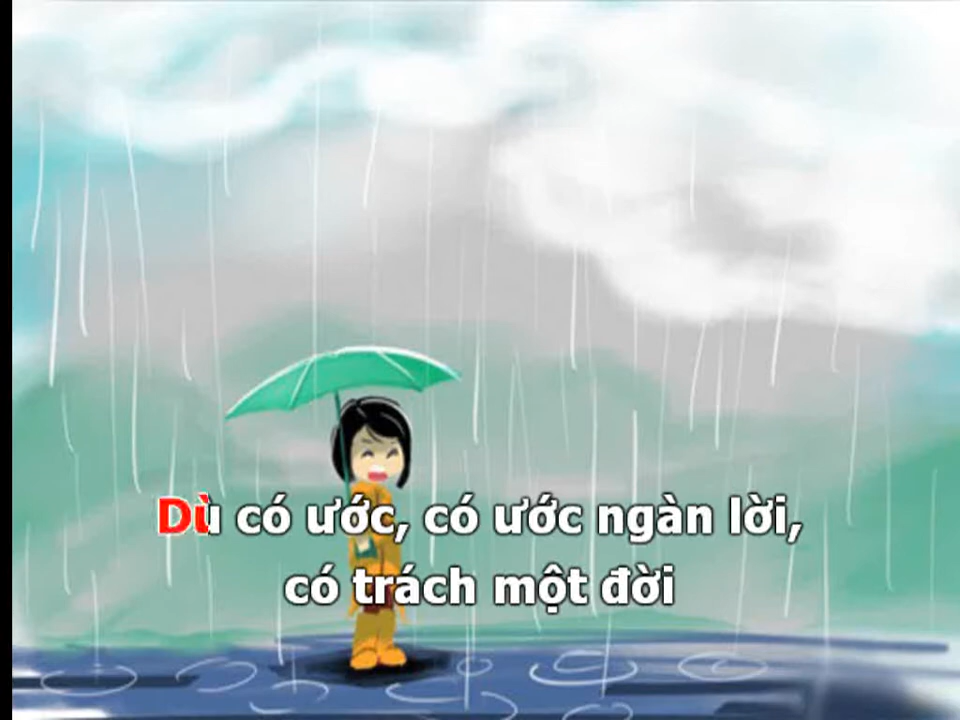 Dù có ước, có ước ngàn lời,
có trách một đời